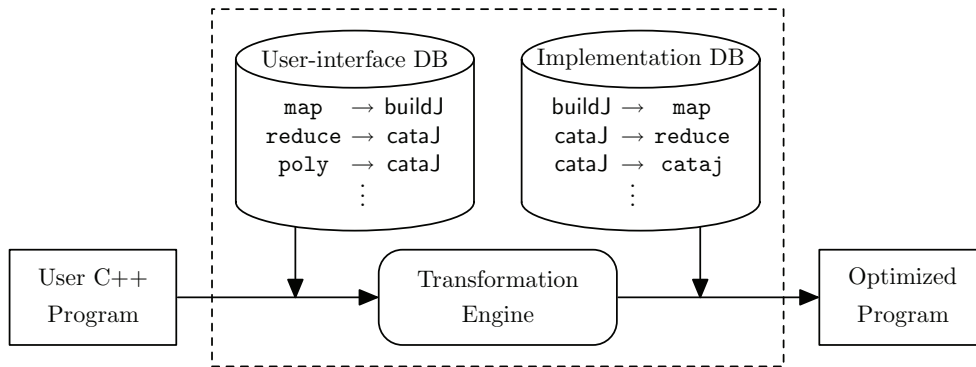 User-interface DB
map → buildJ
reduce → cataJ
poly → cataJ
⋮
Implementation DB
buildJ → map
cataJ → reduce
cataJ → cataj
⋮
User C++
Program
Transformation
Engine
Optimized
Program